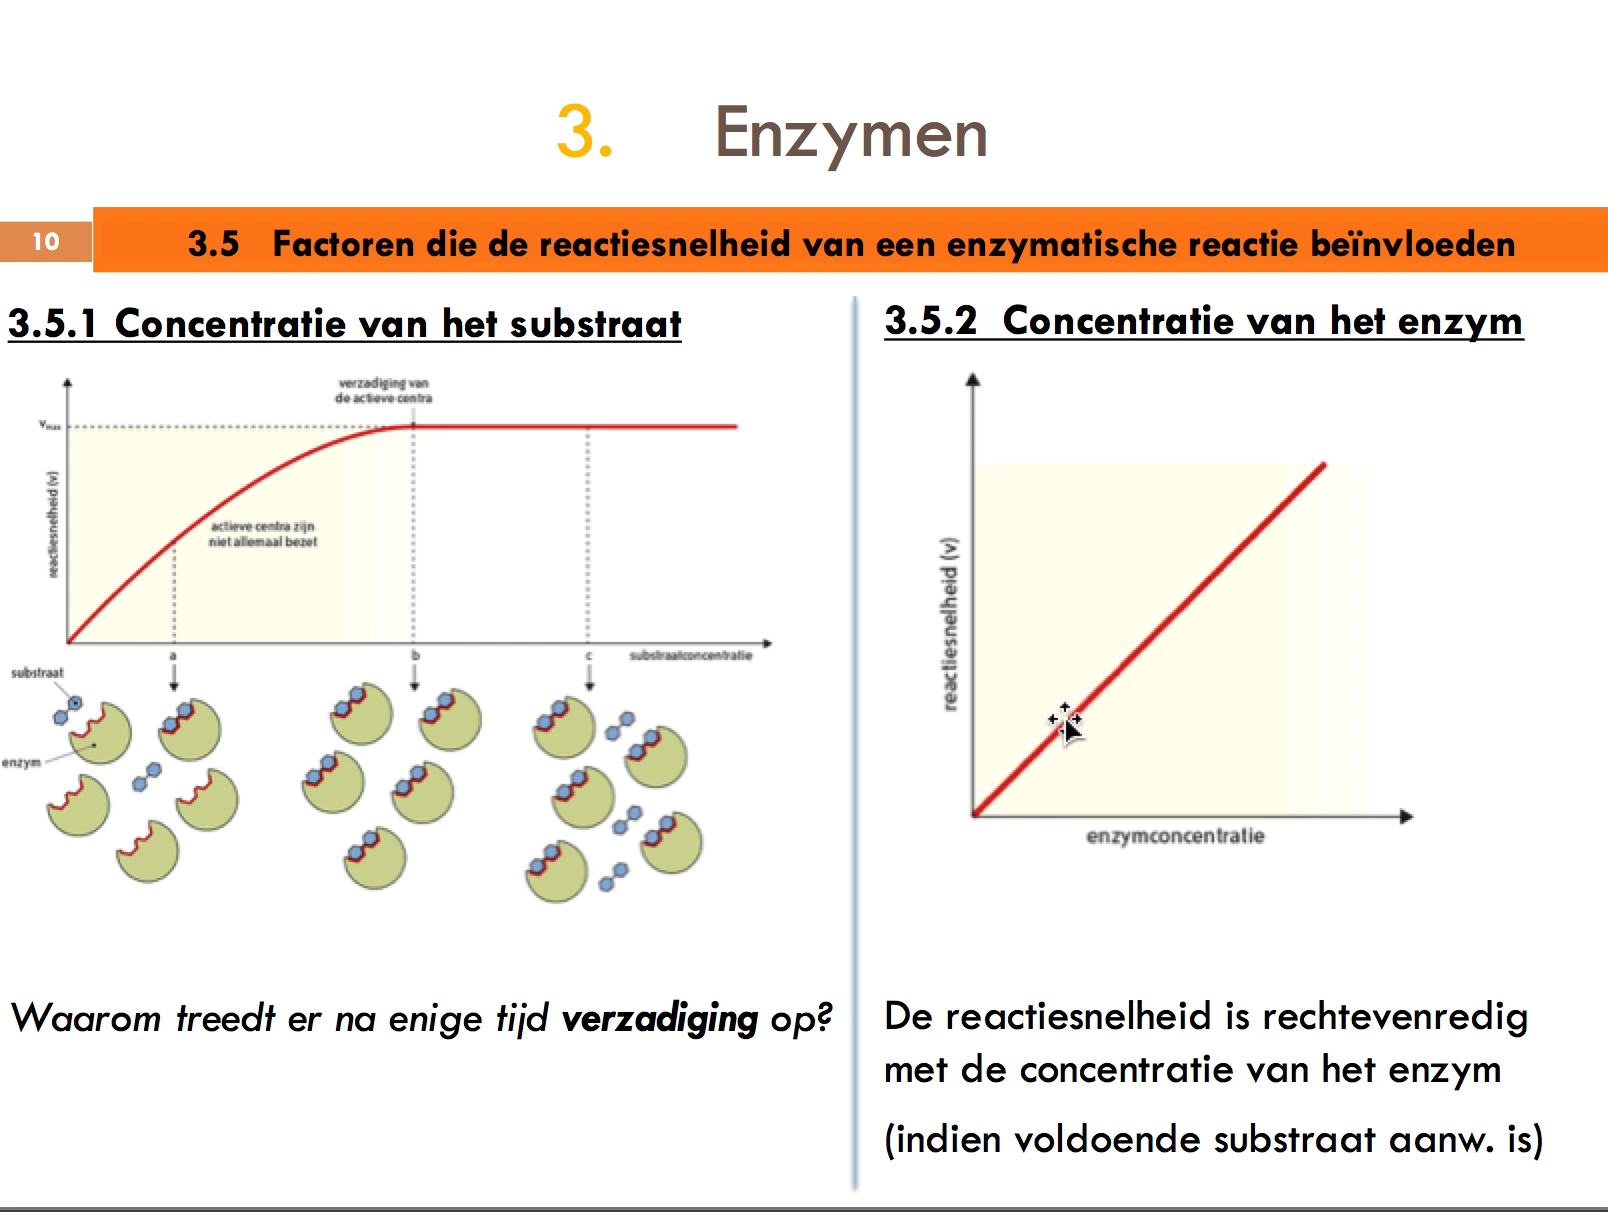 3. Enzymen
10
3.5 Factoren die de reactiesnelheid van een enzymatische reactie beïnvloeden
3.5.1 Concentratie van het substraat
verzadiging van
de actieve centra
vmax
reactiesnelheid (v)
actieve centra zijn
niet allemaal bezet
a b c substraatconcentratie
substraat
enzym
Waarom treedt er na enige tijd verzadiging op?
3.5.2 Concentratie van het enzym
reactiesnelheid (v)
enzymconcentratie
De reactiesnelheid is rechtevenredig
met de concentratie van het enzym
(indien voldoende substraat aanw. is)